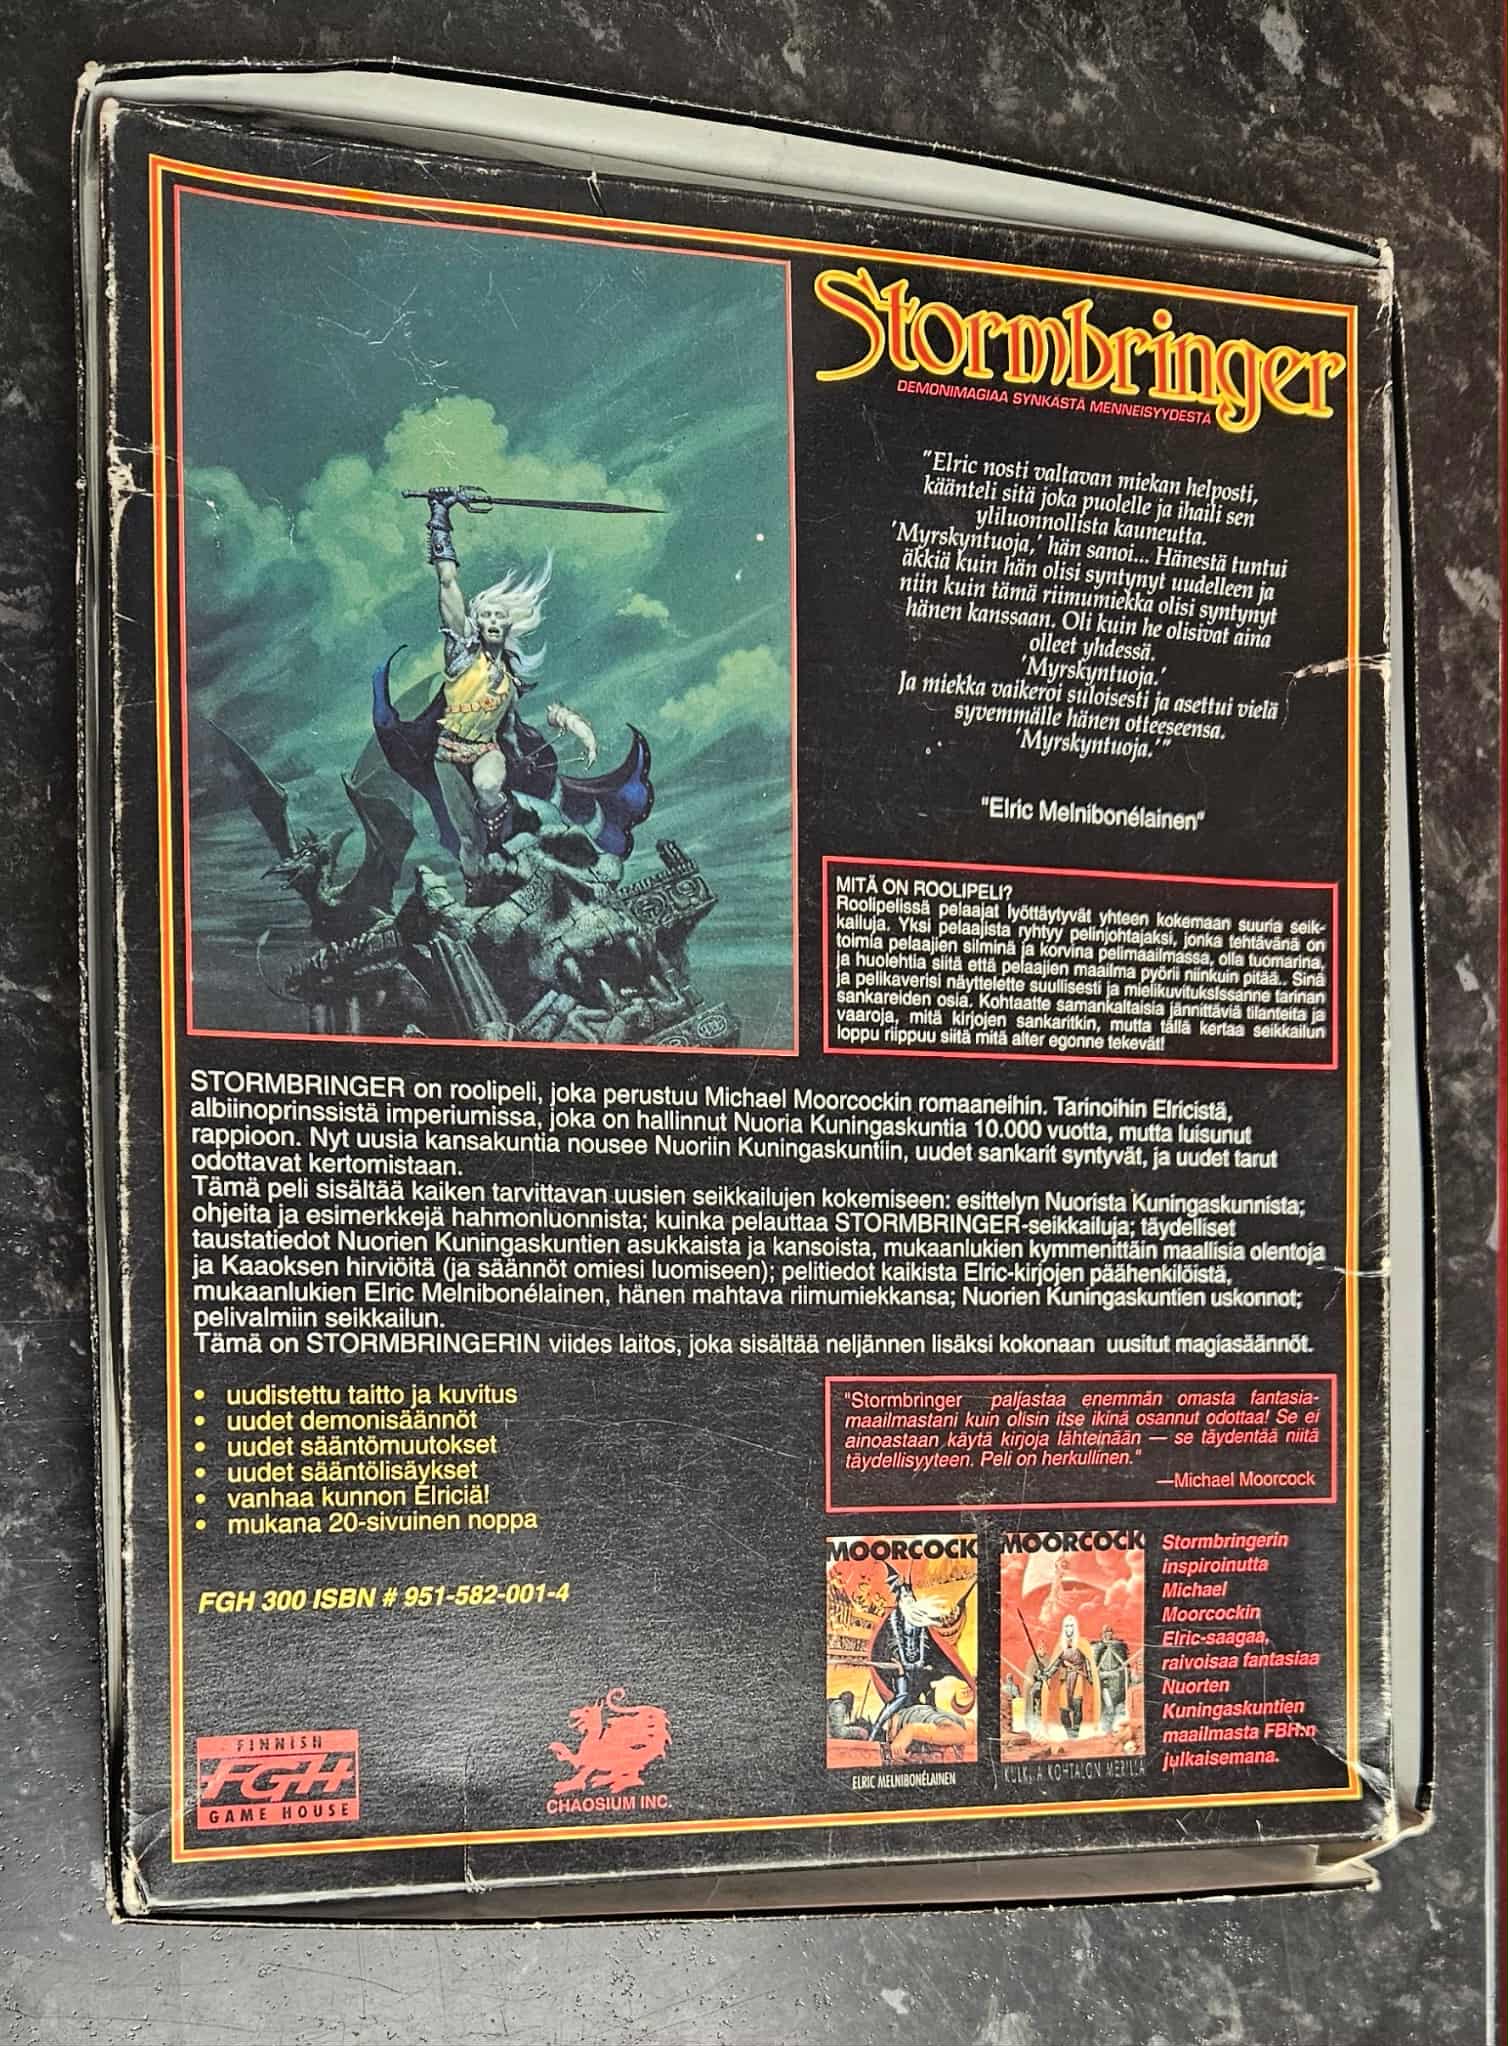 Stormbringer
DEMONIMAGIAA SYNKÄSTÄ MENNEISYYDESTÄ
"Elric nosti valtavan miekan helposti,
käänteli sitä joka puolelle ja ihaili sen
yliluonnollista kauneutta.
'Myrskyntuoja,' hän sanoi... Hänestä tuntui
äkkiä kuin hän olisi syntynyt uudelleen ja
niin kuin tämä riimumiekka olisi syntynyt
hänen kanssaan. Oli kuin he olisivat aina
olleet yhdessä.
'Myrskyntuoja.'
Ja miekka vaikeroi suloisesti ja asettui vielä
syvemmälle hänen otteeseensa.
'Myrskyntuoja.'"
"Elric Melnibonélainen"
MITÄ ON ROOLIPELI?
Roolipelissä pelaajat lyöttäytyvät yhteen kokemaan suuria seik-
kailuja. Yksi pelaajista ryhtyy pelinjohtajaksi, jonka tehtävänä on
toimia pelaajien silminä ja korvina pelimaailmassa, olla tuomarina,
ja huolehtia siitä että pelaajien maailma pyörii niinkuin pitää.. Sinä
ja pelikaverisi näyttelette suullisesti ja mielikuvituksissanne tarinan
sankareiden osia. Kohtaatte samankaltaisia jännittäviä tilanteita ja
vaaroja, mitä kirjojen sankaritkin, mutta tällä kertaa seikkailun
loppu riippuu siitä mitä alter egonne tekevät!
STORMBRINGER on roolipeli, joka perustuu Michael Moorcockin romaaneihin. Tarinoihin Elricistä,
albiinoprinssistä imperiumissa, joka on hallinnut Nuoria Kuningaskuntia 10.000 vuotta, mutta luisunut
rappioon. Nyt uusia kansakuntia nousee Nuoriin Kuningaskuntiin, uudet sankarit syntyvät, ja uudet tarut
odottavat kertomistaan.
Tämä peli sisältää kaiken tarvittavan uusien seikkailujen kokemiseen: esittelyn Nuorista Kuningaskunnista;
ohjeita ja esimerkkejä hahmonluonnista; kuinka pelauttaa STORMBRINGER-seikkailuja; täydelliset
taustatiedot Nuorien Kuningaskuntien asukkaista ja kansoista, mukaanlukien kymmenittäin maallisia olentoja
ja Kaaoksen hirviöitä (ja säännöt omiesi luomiseen); pelitiedot kaikista Elric-kirjojen päähenkilöistä,
mukaanlukien Elric Melnibonélainen, hänen mahtava riimumiekkansa; Nuorien Kuningaskuntien uskonnot;
pelivalmiin seikkailun.
Tämä on STORMBRINGERIN viides laitos, joka sisältää neljännen lisäksi kokonaan uusitut magiasäännöt.
• uudistettu taitto ja kuvitus
• uudet demonisäännöt
• uudet sääntömuutokset
• uudet sääntölisäykset
• vanhaa kunnon Elriciä!
• mukana 20-sivuinen noppa
"Stormbringer paljastaa enemmän omasta fantasia-
maailmastani kuin olisin itse ikinä osannut odottaa! Se ei
ainoastaan käytä kirjoja lähteinään — se täydentää niitä
täydellisyyteen. Peli on herkullinen."
—Michael Moorcock
FGH 300 ISBN # 951-582-001-4
MOORCOCK
ELRIC MELNIBONÉLAINEN
MOORCOCK
KOHTALON MERILLÄ
Stormbringerin
inspiroinutta
Michael
Moorcockin
Elric-saagaa,
raivoisaa fantasiaa
Nuorten
Kuningaskuntien
maailmasta FBH:n
julkaisemana.
FINNISH
FGH
GAME HOUSE
CHAOSIUM INC.